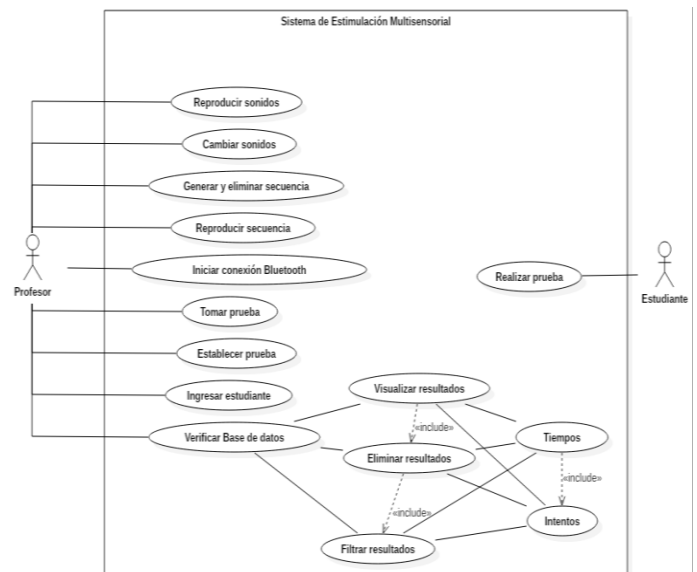 Sistema de Estimulación Multisensorial
Reproducir sonidos
Cambiar sonidos
Generar y eliminar secuencia
Reproducir secuencia
Iniciar conexión Bluetooth
Profesor
Realizar prueba
Estudiante
Tomar prueba
Establecer prueba
Ingresar estudiante
Visualizar resultados
«include»
Verificar Base de datos
Tiempos
Eliminar resultados
«include»
«include»
Intentos
Filtrar resultados